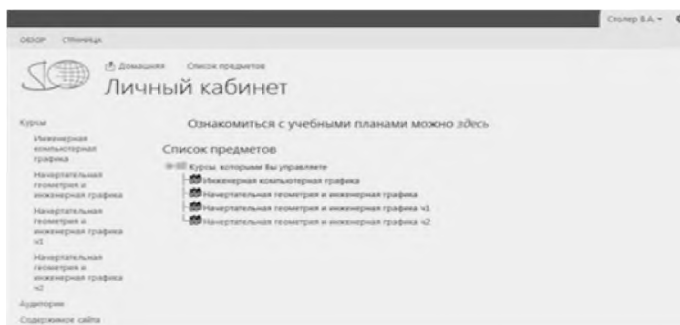 Столер В.А.
ОБЗОР СТРАНИЦА
Домашняя Список предметов
Личный кабинет
Курсы
Инженерная
компьютерная
графика
Начертательная
геометрия и
инженерная графика
Начертательная
геометрия и
инженерная графика
ч1
Начертательная
геометрия и
инженерная графика
ч2
Аудитории
Содержимое сайта
Ознакомиться с учебными планами можно здесь
Список предметов
Курсы, которыми Вы управляете
Инженерная компьютерная графика
Начертательная геометрия и инженерная графика
Начертательная геометрия и инженерная графика ч1
Начертательная геометрия и инженерная графика ч2